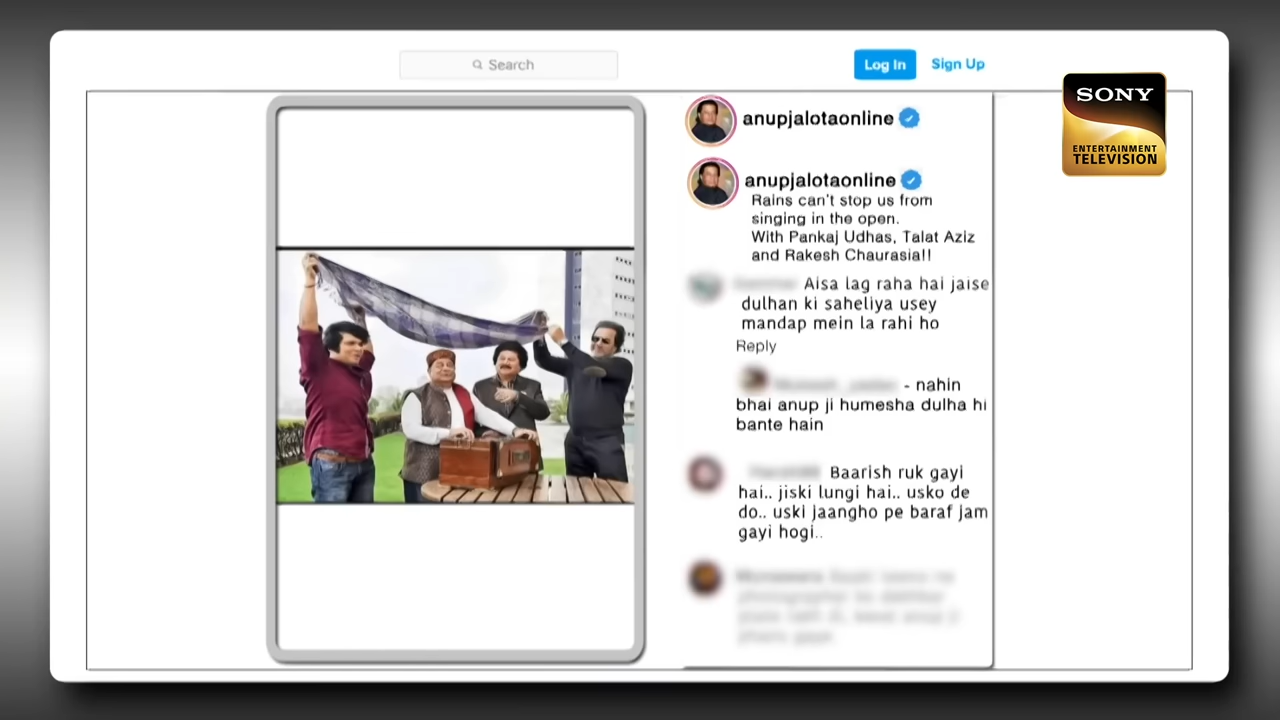 Search
Log In
Sign Up
SONY
ENTERTAINMENT
TELEVISION
anupjalotaonline
anupjalotaonline
Rains can't stop us from
singing in the open.
With Pankaj Udhas, Talat Aziz
and Rakesh Chaurasia!!
Aisa lag raha hai jaise
dulhan ki saheliya usey
mandap mein la rahi ho
Reply
- nahin
bhai anup ji humesha dulha hi
bante hain
Baarish ruk gayi
hai.. jiski lungi hai.. usko de
do.. uski jaangho pe baraf jam
gayi hogi..